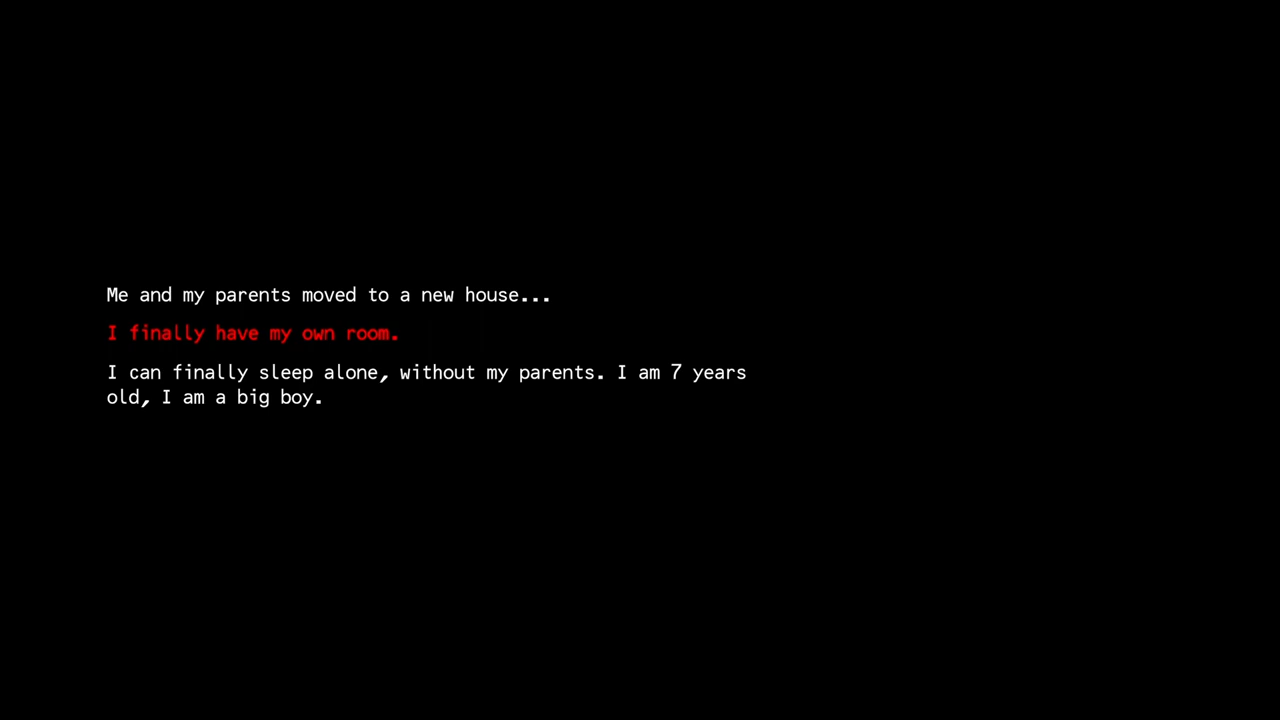 Me and my parents moved to a new house...
I finally have my own room.
I can finally sleep alone, without my parents. I am 7 years
old, I am a big boy.